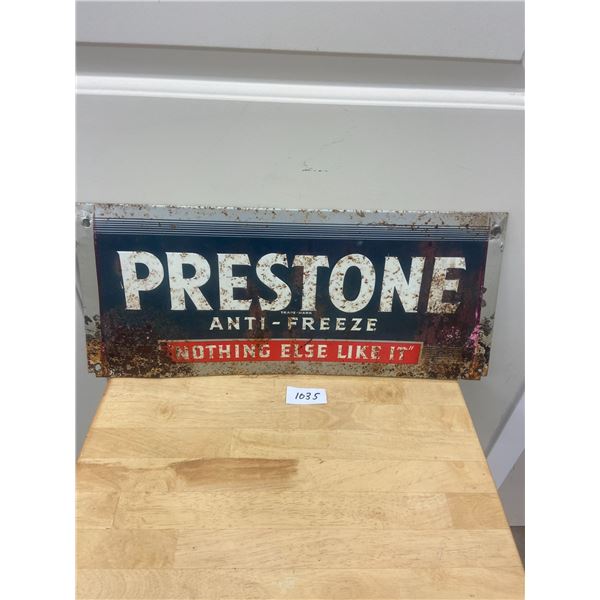 PRESTONE
TRADE-MARK
ANTI-FREEZE
NOTHING ELSE LIKE IT
1035